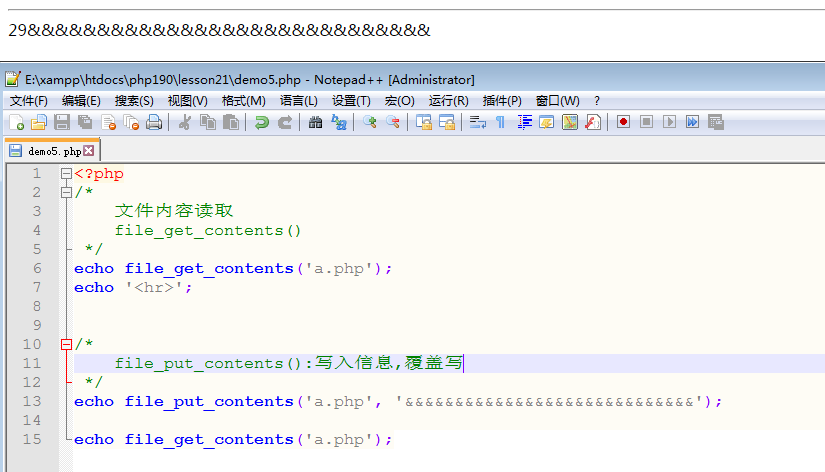 29&&&&&&&&&&&&&&&&&&&&&&&&&&&&&
E:\xampp\htdocs\php190\lesson21\demo5.php - Notepad++ [Administrator]
文件(F) 编辑(E) 搜索(S) 视图(V) 格式(M) 语言(L) 设置(T) 宏(O) 运行(R) 插件(P) 窗口(W) ?
demo5.php
1 <?php
2 /*
3 文件内容读取
4 file_get_contents()
5 */
6 echo file_get_contents('a.php');
7 echo '<hr>';
8
9
10 /*
11 file_put_contents():写入信息,覆盖写
12 */
13 echo file_put_contents('a.php', '&&&&&&&&&&&&&&&&&&&&&&&&&&&&&');
14
15 echo file_get_contents('a.php');